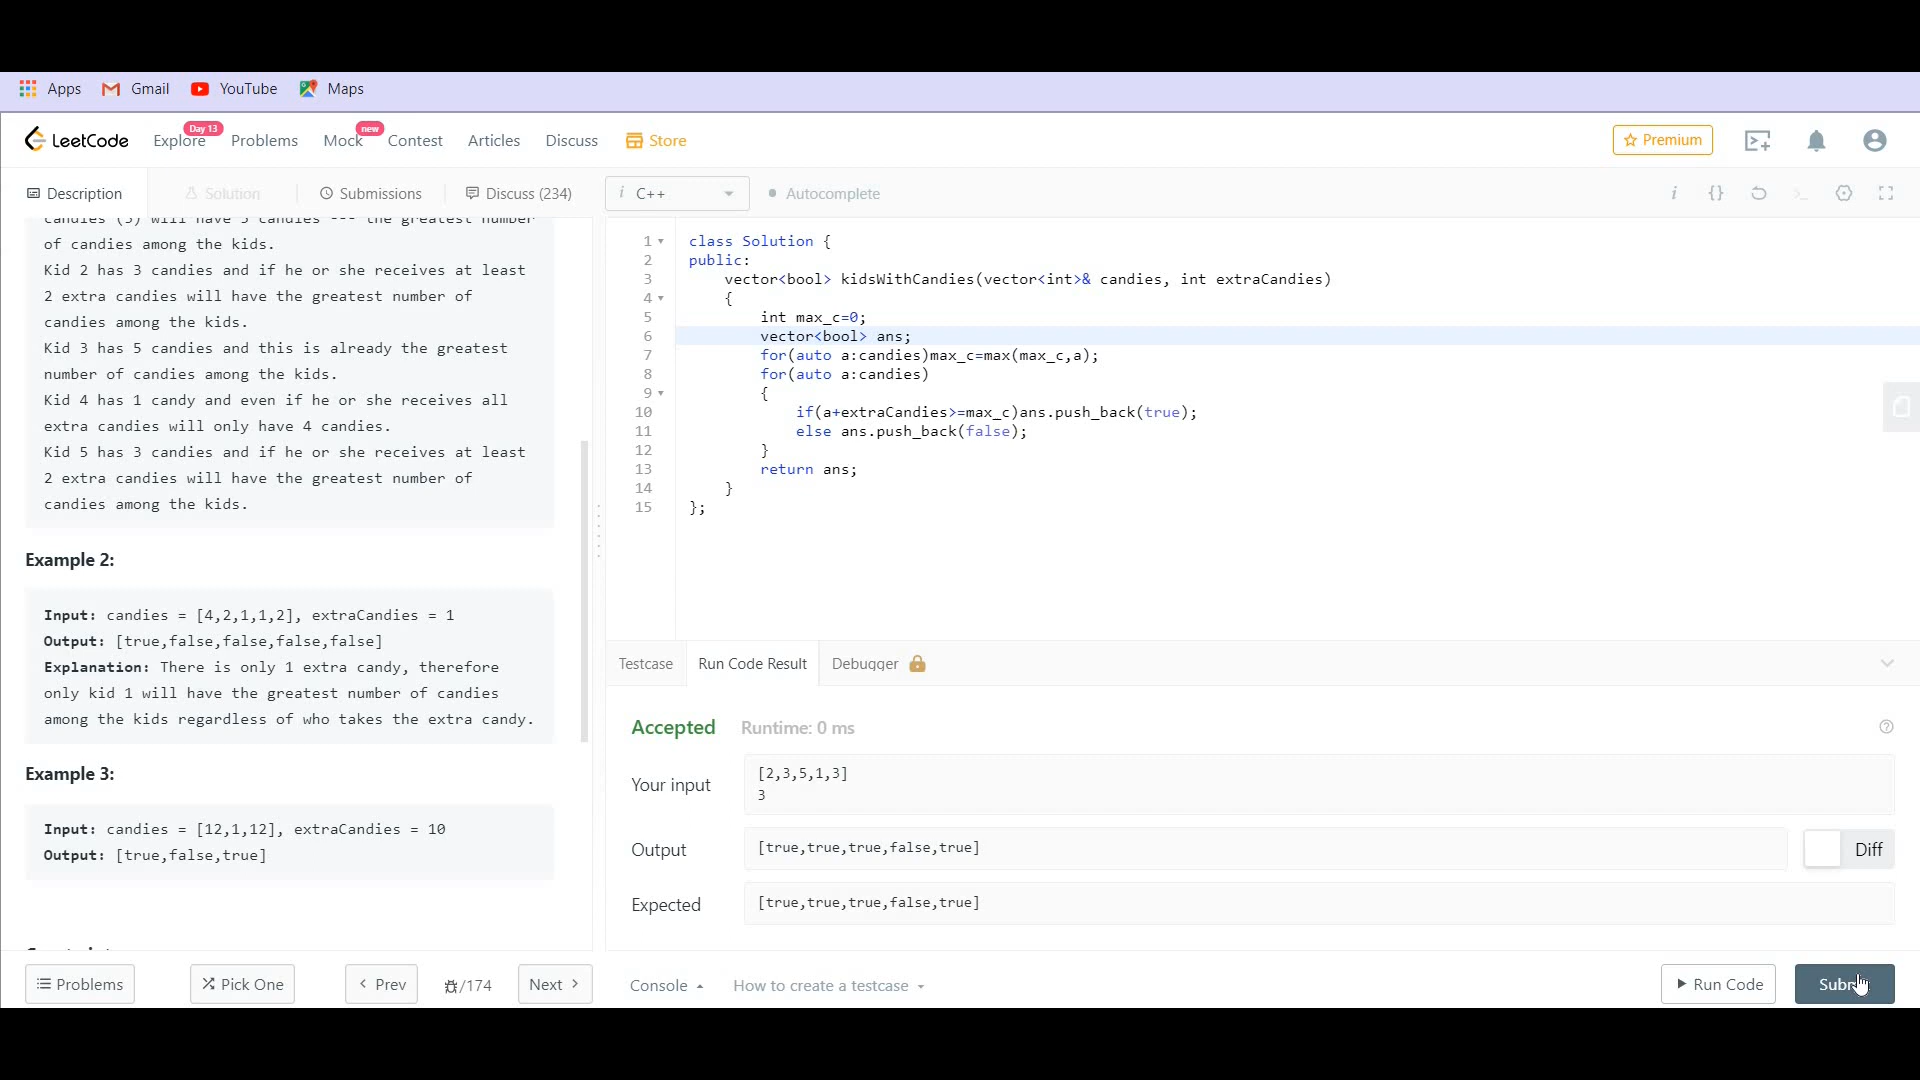 Apps Gmail YouTube Maps
LeetCode Explore Day 13 Problems Mock new Contest Articles Discuss Store Premium
Description Solution Submissions Discuss (234)
i C++ Autocomplete
candies (3) will have 5 candies --- the greatest number
of candies among the kids.
Kid 2 has 3 candies and if he or she receives at least
2 extra candies will have the greatest number of
candies among the kids.
Kid 3 has 5 candies and this is already the greatest
number of candies among the kids.
Kid 4 has 1 candy and even if he or she receives all
extra candies will only have 4 candies.
Kid 5 has 3 candies and if he or she receives at least
2 extra candies will have the greatest number of
candies among the kids.
Example 2:
Input: candies = [4,2,1,1,2], extraCandies = 1
Output: [true,false,false,false,false]
Explanation: There is only 1 extra candy, therefore
only kid 1 will have the greatest number of candies
among the kids regardless of who takes the extra candy.
Example 3:
Input: candies = [12,1,12], extraCandies = 10
Output: [true,false,true]
Problems Pick One Prev /174 Next
1 class Solution {
2 public:
3 vector<bool> kidsWithCandies(vector<int>& candies, int extraCandies)
4 {
5 int max_c=0;
6 vector<bool> ans;
7 for(auto a:candies)max_c=max(max_c,a);
8 for(auto a:candies)
9 {
10 if(a+extraCandies>=max_c)ans.push_back(true);
11 else ans.push_back(false);
12 }
13 return ans;
14 }
15 };
Testcase Run Code Result Debugger
Accepted Runtime: 0 ms
Your input [2,3,5,1,3]
3
Output [true,true,true,false,true] Diff
Expected [true,true,true,false,true]
Console How to create a testcase Run Code